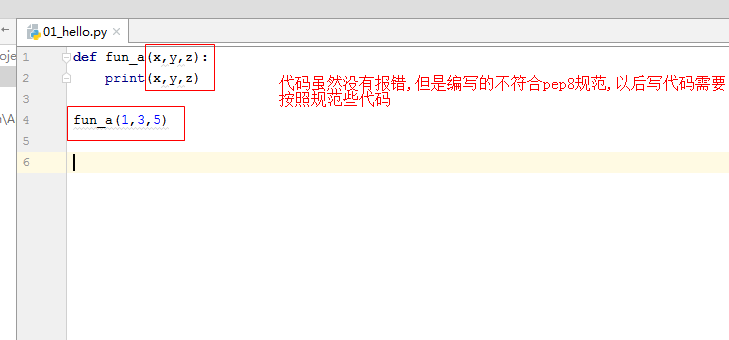 01_hello.py
roje
1 def fun_a(x,y,z):
2 print(x,y,z)
代码虽然没有报错,但是编写的不符合pep8规范,以后写代码需要
按照规范些代码
3
\A
4 fun_a(1,3,5)
5
6